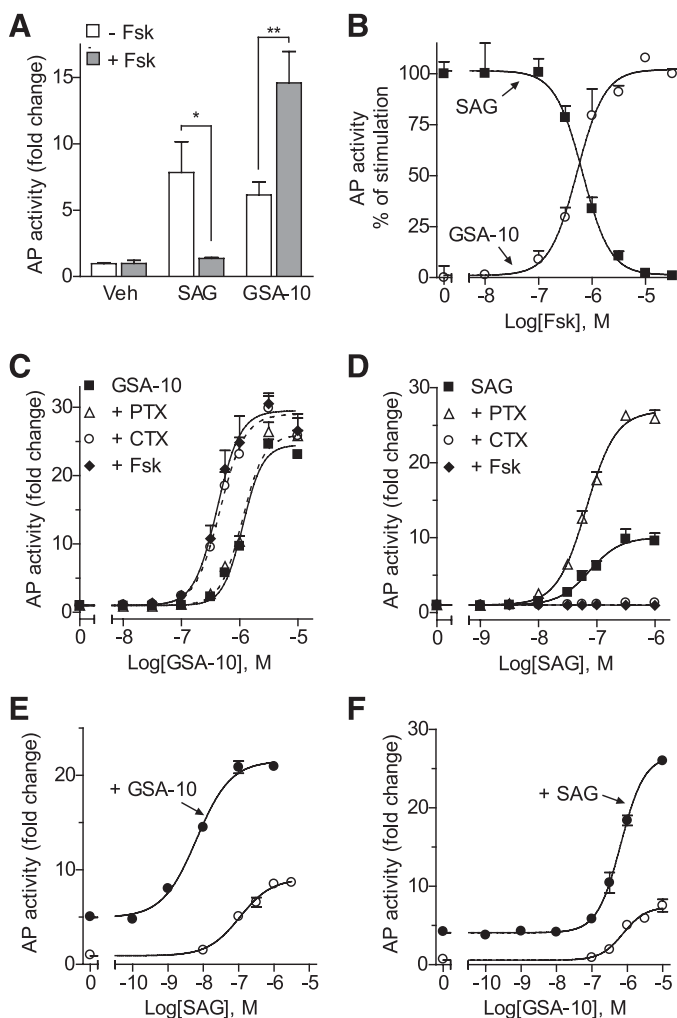 A
- Fsk
+ Fsk
**
*
AP activity (fold change)
15
10
5
0
Veh SAG GSA-10
B
AP activity
% of stimulation
100
75
50
25
0
SAG
GSA-10
0 -8 -7 -6 -5
Log[Fsk], M
C
GSA-10
+ PTX
+ CTX
+ Fsk
AP activity (fold change)
30
20
10
0
0 -8 -7 -6 -5
Log[GSA-10], M
D
SAG
+ PTX
+ CTX
+ Fsk
AP activity (fold change)
30
20
10
0
0 -9 -8 -7 -6
Log[SAG], M
E
AP activity (fold change)
20
10
0
+ GSA-10
0 -10 -9 -8 -7 -6 -5
Log[SAG], M
F
AP activity (fold change)
30
20
10
0
+ SAG
0 -10 -9 -8 -7 -6 -5
Log[GSA-10], M